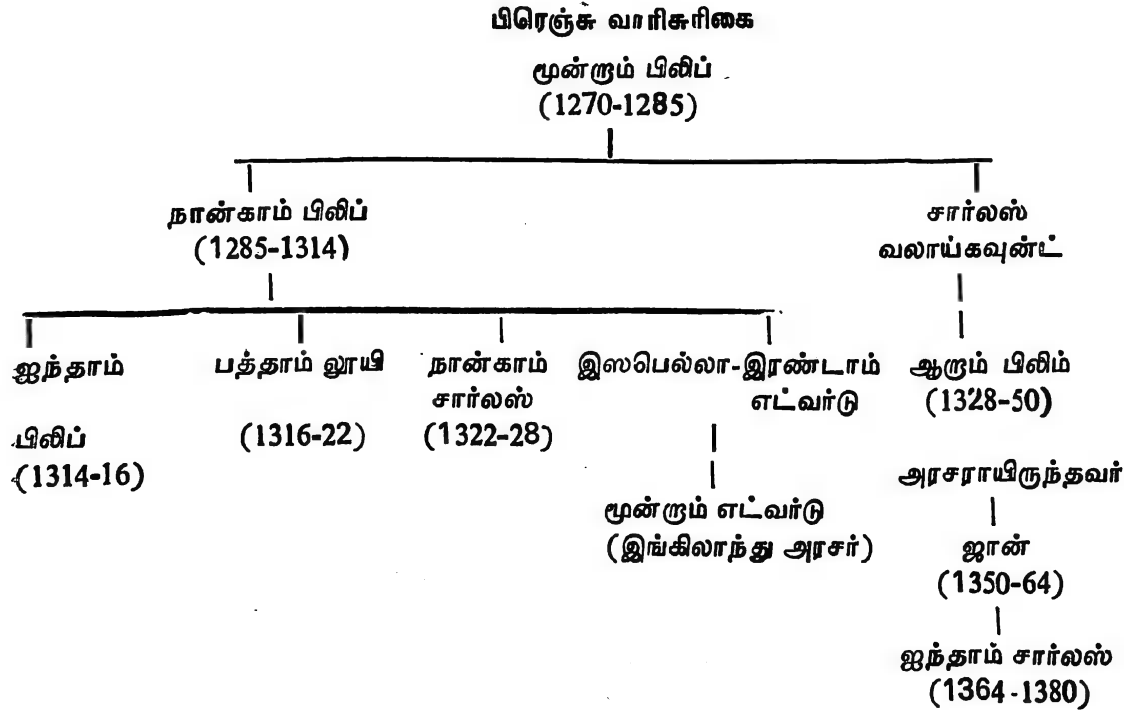 பிரெஞ்சு வாரிசுரிகை
மூன்றாம் பிலிப்
(1270-1285)
நான்காம் பிலிப்
(1285-1314)
சார்லஸ்
வலாய்கவுன்ட்
ஐந்தாம்
பிலிப்
(1314-16)
பத்தாம் லூயி
(1316-22)
நான்காம்
சார்லஸ்
(1322-28)
இஸபெல்லா-இரண்டாம்
எட்வர்டு
ஆறாம் பிலிம்
(1328-50)
அரசராயிருந்தவர்
மூன்றாம் எட்வர்டு
(இங்கிலாந்து அரசர்)
ஜான்
(1350-64)
ஐந்தாம் சார்லஸ்
(1364-1380)